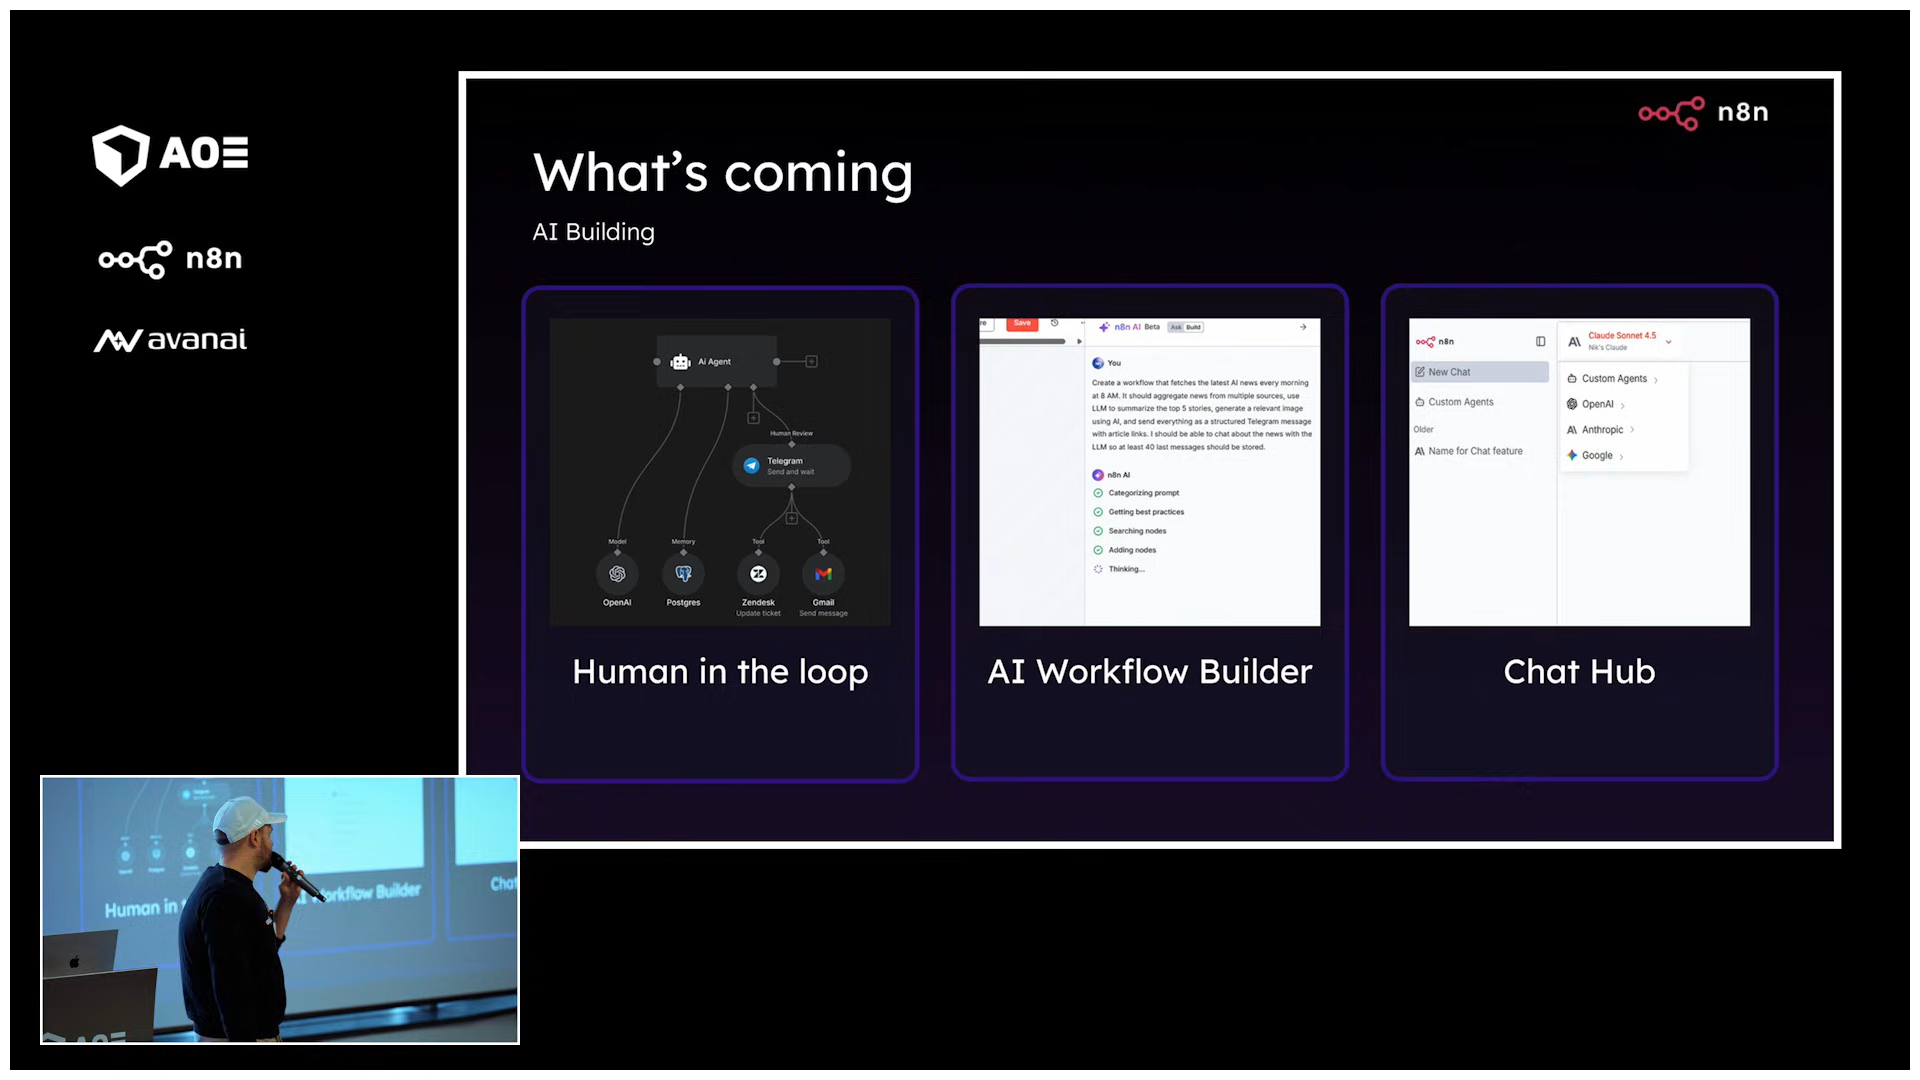 AOE
n8n
avanai
n8n
What's coming
AI Building
Ai Agent
Human Review
Telegram
Send and wait
Model
Memory
Tool
Tool
OpenAI
Postgres
Zendesk
Update ticket
Gmail
Send message
Human in the loop
Save
n8n AI Beta
Ask
Build
You
Create a workflow that fetches the latest AI news every morning
at 8 AM. It should aggregate news from multiple sources, use
LLM to summarize the top 5 stories, generate a relevant image
using AI, and send everything as a structured Telegram message
with article links. I should be able to chat about the news with the
LLM so at least 40 last messages should be stored.
n8n AI
Categorizing prompt
Getting best practices
Searching nodes
Adding nodes
Thinking...
AI Workflow Builder
n8n
New Chat
Custom Agents
Older
Name for Chat feature
Claude Sonnet 4.5
Nik's Claude
Custom Agents
OpenAI
Anthropic
Google
Chat Hub
Human in
orkflow Builder
Chat
AOE